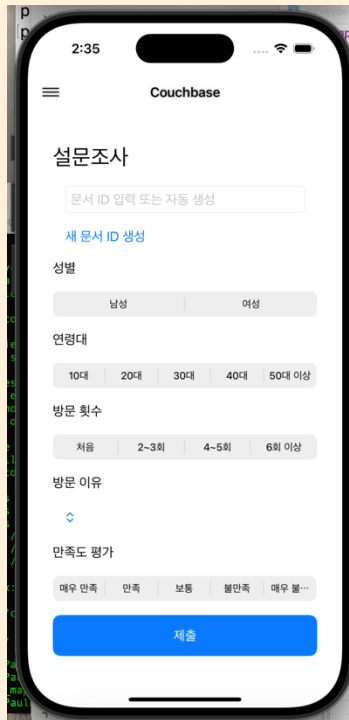 2:35
Couchbase
설문조사
문서 ID 입력 또는 자동 생성
새 문서 ID 생성
성별
남성 여성
연령대
10대 20대 30대 40대 50대 이상
방문 횟수
처음 2~3회 4~5회 6회 이상
방문 이유
만족도 평가
매우 만족 만족 보통 불만족 매우 불…
제출